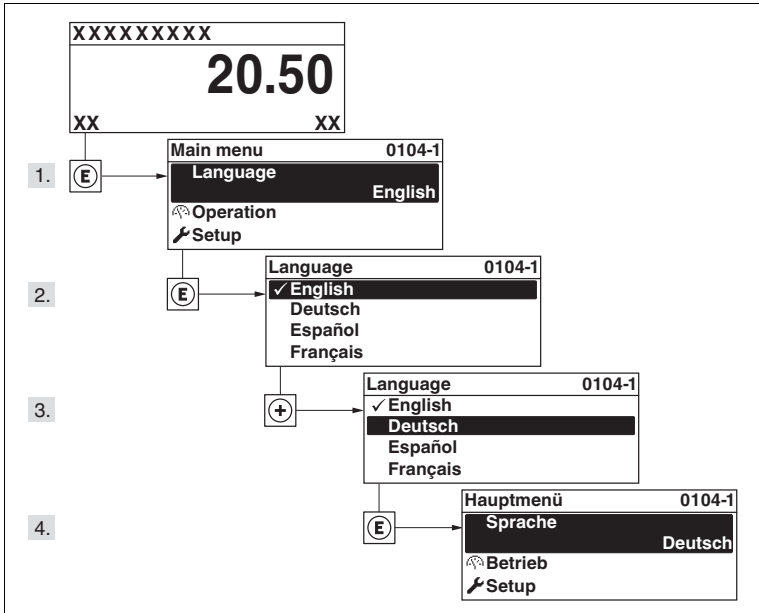 XXXXXXXXX
20.50
XX XX
1.
E
Main menu 0104-1
Language
English
Operation
Setup
2.
E
Language 0104-1
✓English
Deutsch
Español
Français
3.
+
Language 0104-1
✓English
Deutsch
Español
Français
4.
E
Hauptmenü 0104-1
Sprache
Deutsch
Betrieb
Setup